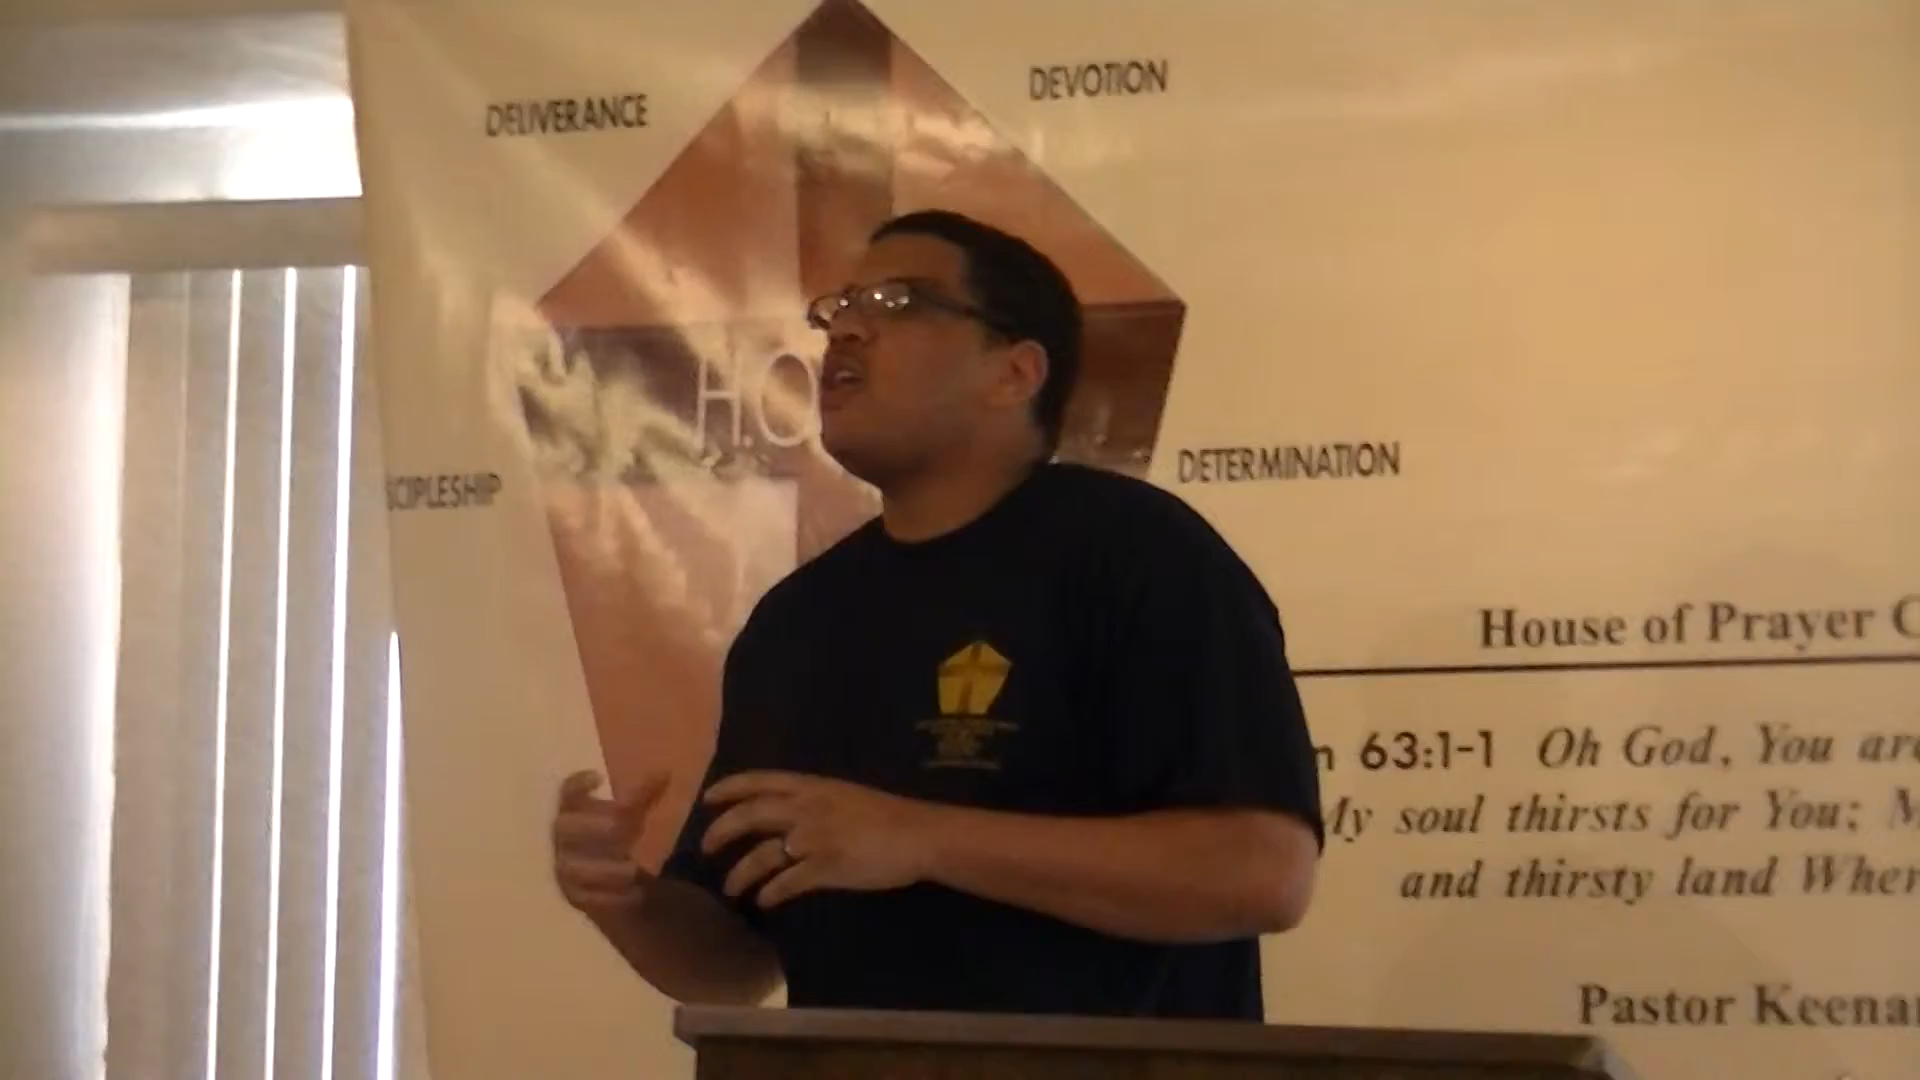 DEVOTION
DELIVERANCE
H.O
DETERMINATION
SCIPLESHIP
House of Prayer C
63:1-1 Oh God, You are
My soul thirsts for You; M
and thirsty land Wher
Pastor Keenan